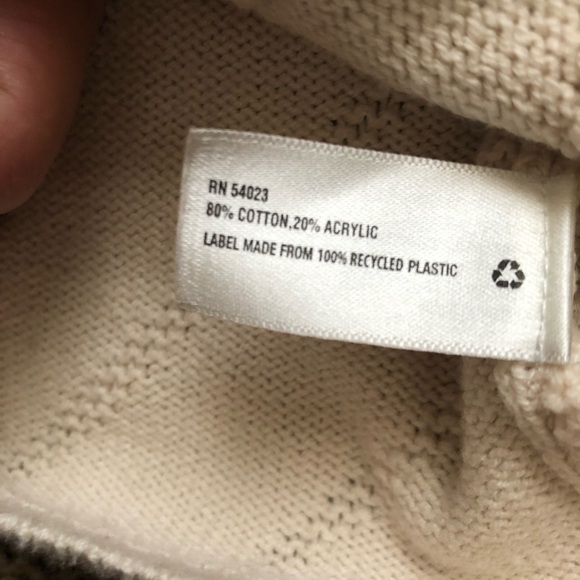 RN 54023
80% COTTON,20% ACRYLIC
LABEL MADE FROM 100% RECYCLED PLASTIC